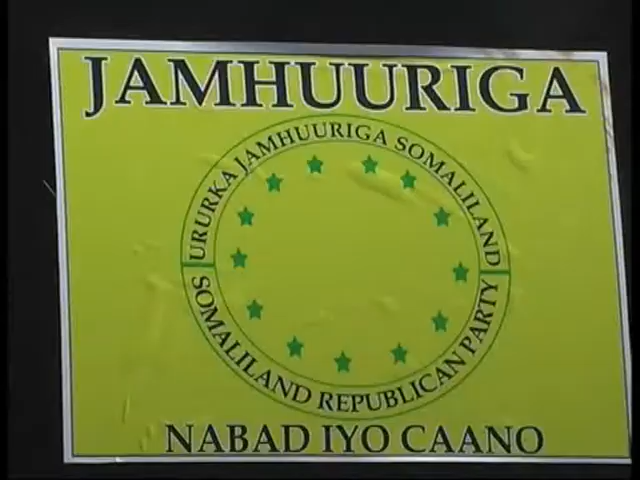 JAMHUURIGA
URURKA JAMHUURIGA SOMALILAND
SOMALILAND REPUBLICAN PARTY
NABAD IYO CAANO